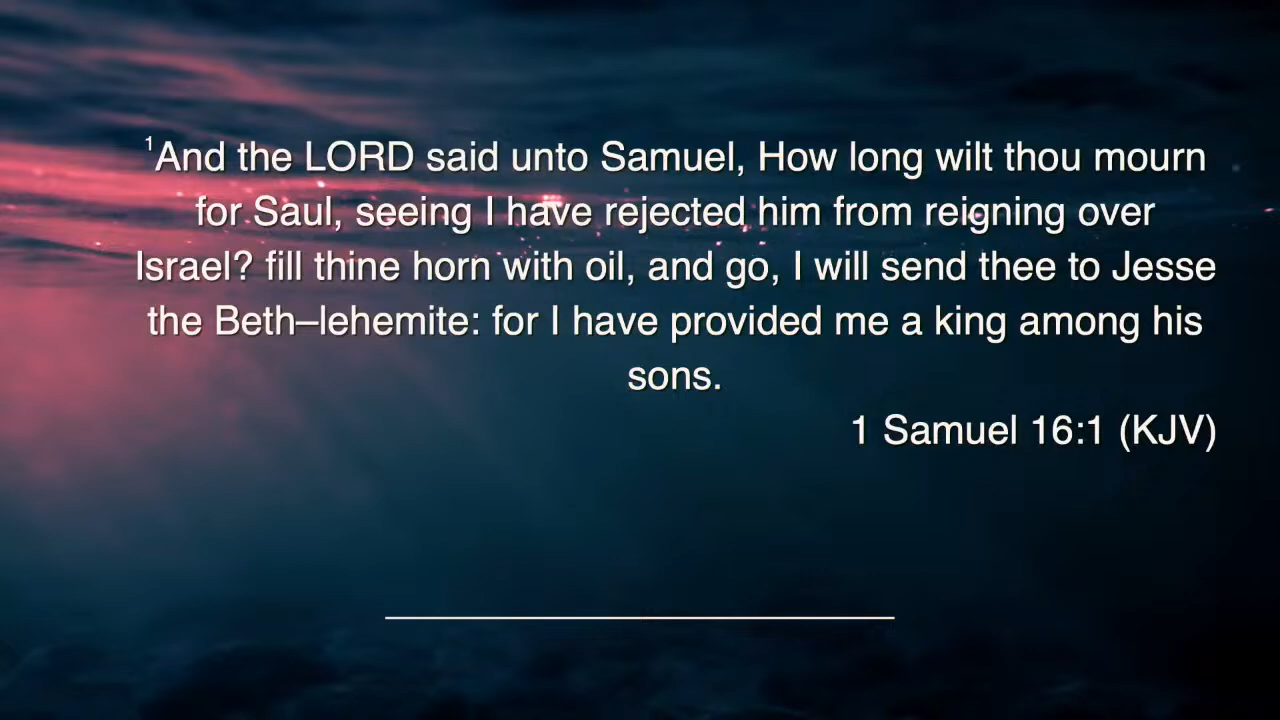 ¹And the LORD said unto Samuel, How long wilt thou mourn
for Saul, seeing I have rejected him from reigning over
Israel? fill thine horn with oil, and go, I will send thee to Jesse
the Beth–lehemite: for I have provided me a king among his
sons.
1 Samuel 16:1 (KJV)